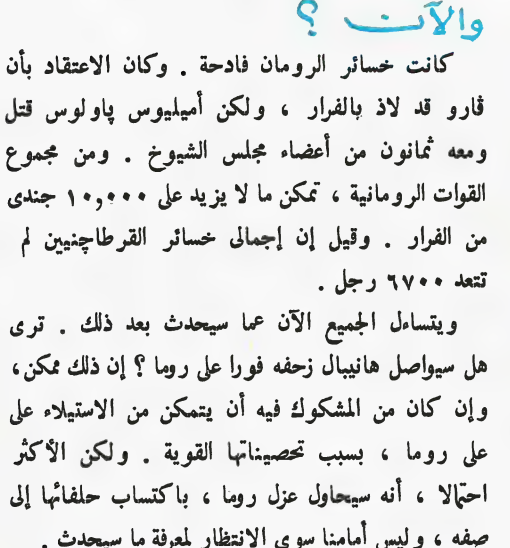 والآن ؟
كانت خسائر الرومان فادحة . وكان الاعتقاد بأن
ڤارو قد لاذ بالفرار ، ولكن أميليوس پاولوس قتل
ومعه ثمانون من أعضاء مجلس الشيوخ . ومن مجموع
القوات الرومانية ، تمكن ما لا يزيد على ١٠,٠٠٠ جندى
من الفرار . وقيل إن إجمالى خسائر القرطاچنيين لم
تتعد ٦٧٠٠ رجل .
ويتساءل الجميع الآن عما سيحدث بعد ذلك . ترى
هل سيواصل هانيبال زحفه فورا على روما ؟ إن ذلك ممكن ،
وإن كان من المشكوك فيه أن يتمكن من الاستيلاء على
على روما ، بسبب تحصيناتها القوية . ولكن الأكثر
احتمالا ، أنه سيحاول عزل روما ، باكتساب حلفائها إلى
صفه ، وليس أمامنا سوى الانتظار لمعرفة ما سيحدث .